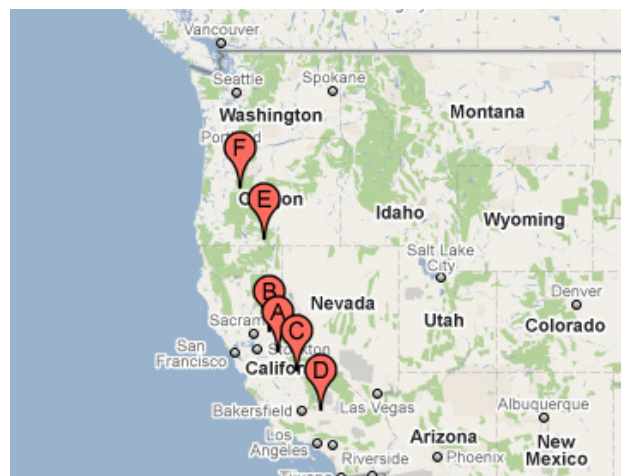 Vancouver
Seattle
Spokane
Washington
Montana
Portland
F
Oregon
E
Idaho
Wyoming
Salt Lake
City
B
Nevada
Denver
A
Utah
Colorado
San
Francisco
Stockton
C
California
D
Las Vegas
Albuquerque
Bakersfield
Los
Angeles
Arizona
Phoenix
New
Mexico
Riverside